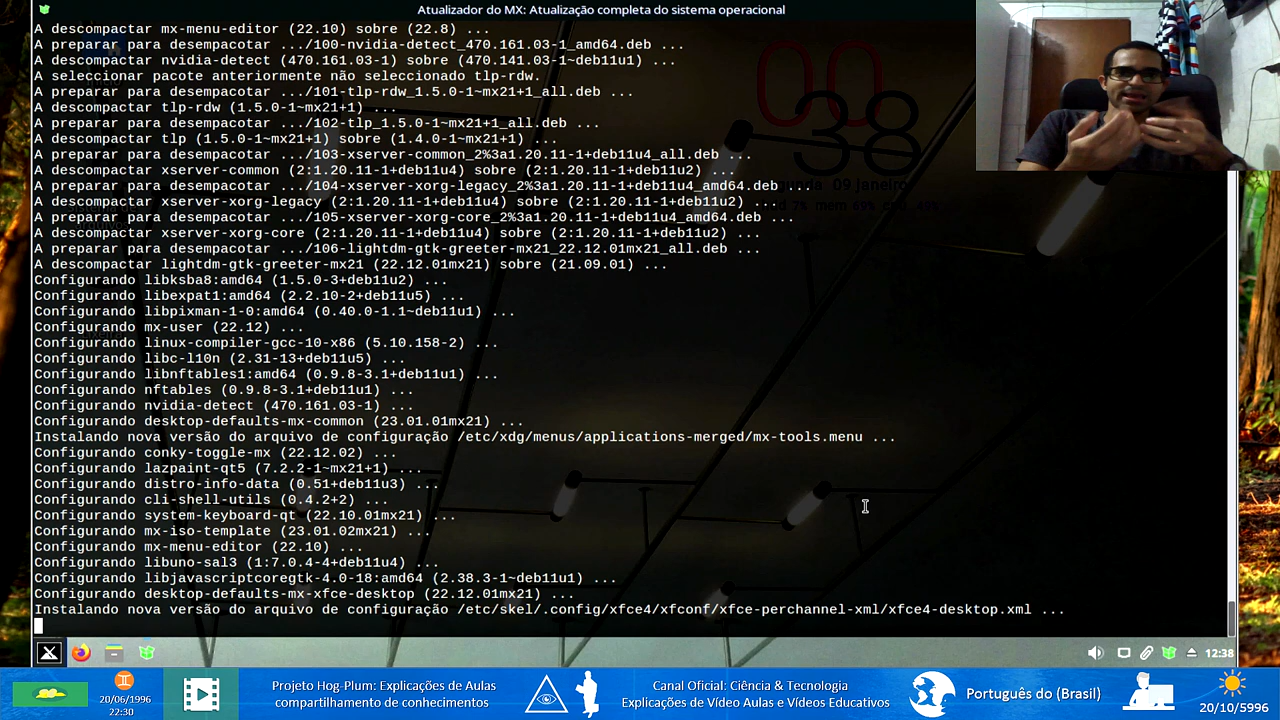 Atualizador do MX: Atualização completa do sistema operacional
A descompactar mx-menu-editor (22.10) sobre (22.8) ...
A preparar para desempacotar .../100-nvidia-detect_470.161.03-1_amd64.deb ...
A descompactar nvidia-detect (470.161.03-1) sobre (470.141.03-1~deb11u1) ...
A seleccionar pacote anteriormente não seleccionado tlp-rdw.
A preparar para desempacotar .../101-tlp-rdw_1.5.0-1~mx21+1_all.deb ...
A descompactar tlp-rdw (1.5.0-1~mx21+1) ...
A preparar para desempacotar .../102-tlp_1.5.0-1~mx21+1_all.deb ...
A descompactar tlp (1.5.0-1~mx21+1) sobre (1.4.0-1~mx21+1) ...
A preparar para desempacotar .../103-xserver-common_2%3a1.20.11-1+deb11u4_all.deb ...
A descompactar xserver-common (2:1.20.11-1+deb11u4) sobre (2:1.20.11-1+deb11u2) ...
A preparar para desempacotar .../104-xserver-xorg-legacy_2%3a1.20.11-1+deb11u4_amd64.deb ...
A descompactar xserver-xorg-legacy (2:1.20.11-1+deb11u4) sobre (2:1.20.11-1+deb11u2) ...
A preparar para desempacotar .../105-xserver-xorg-core_2%3a1.20.11-1+deb11u4_amd64.deb ...
A descompactar xserver-xorg-core (2:1.20.11-1+deb11u4) sobre (2:1.20.11-1+deb11u2) ...
A preparar para desempacotar .../106-lightdm-gtk-greeter-mx21_22.12.01mx21_all.deb ...
A descompactar lightdm-gtk-greeter-mx21 (22.12.01mx21) sobre (21.09.01) ...
Configurando libksba8:amd64 (1.5.0-3+deb11u2) ...
Configurando libexpat1:amd64 (2.2.10-2+deb11u5) ...
Configurando libpixman-1-0:amd64 (0.40.0-1.1~deb11u1) ...
Configurando mx-user (22.12) ...
Configurando linux-compiler-gcc-10-x86 (5.10.158-2) ...
Configurando libc-l10n (2.31-13+deb11u5) ...
Configurando libnftables1:amd64 (0.9.8-3.1+deb11u1) ...
Configurando nftables (0.9.8-3.1+deb11u1) ...
Configurando nvidia-detect (470.161.03-1) ...
Configurando desktop-defaults-mx-common (23.01.01mx21) ...
Instalando nova versão do arquivo de configuração /etc/xdg/menus/applications-merged/mx-tools.menu ...
Configurando conky-toggle-mx (22.12.02) ...
Configurando lazpaint-qt5 (7.2.2-1~mx21+1) ...
Configurando distro-info-data (0.51+deb11u3) ...
Configurando cli-shell-utils (0.4.2+2) ...
Configurando system-keyboard-qt (22.10.01mx21) ...
Configurando mx-iso-template (23.01.02mx21) ...
Configurando mx-menu-editor (22.10) ...
Configurando libuno-sal3 (1:7.0.4-4+deb11u4) ...
Configurando libjavascriptcoregtk-4.0-18:amd64 (2.38.3-1~deb11u1) ...
Configurando desktop-defaults-mx-xfce-desktop (22.12.01mx21) ...
Instalando nova versão do arquivo de configuração /etc/skel/.config/xfce4/xfconf/xfce-perchannel-xml/xfce4-desktop.xml ...
00
38
09 janeiro
12:38
20/06/1996
22:30
Projeto Hog-Plum: Explicações de Aulas
compartilhamento de conhecimentos
Canal Oficial: Ciência & Tecnologia
Explicações de Vídeo Aulas e Vídeos Educativos
Português do (Brasil)
20/10/5996